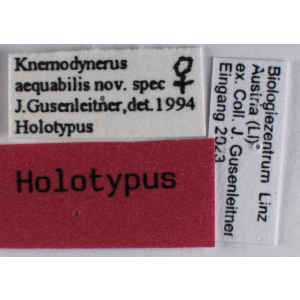 Knemodynerus
aequabilis nov. spec ♀
J.Gusenleitner,det.1994
Holotypus
Holotypus
Biologiezentrum Linz
Austria (LI)
ex. Coll. J. Gusenleitner
Eingang 2023